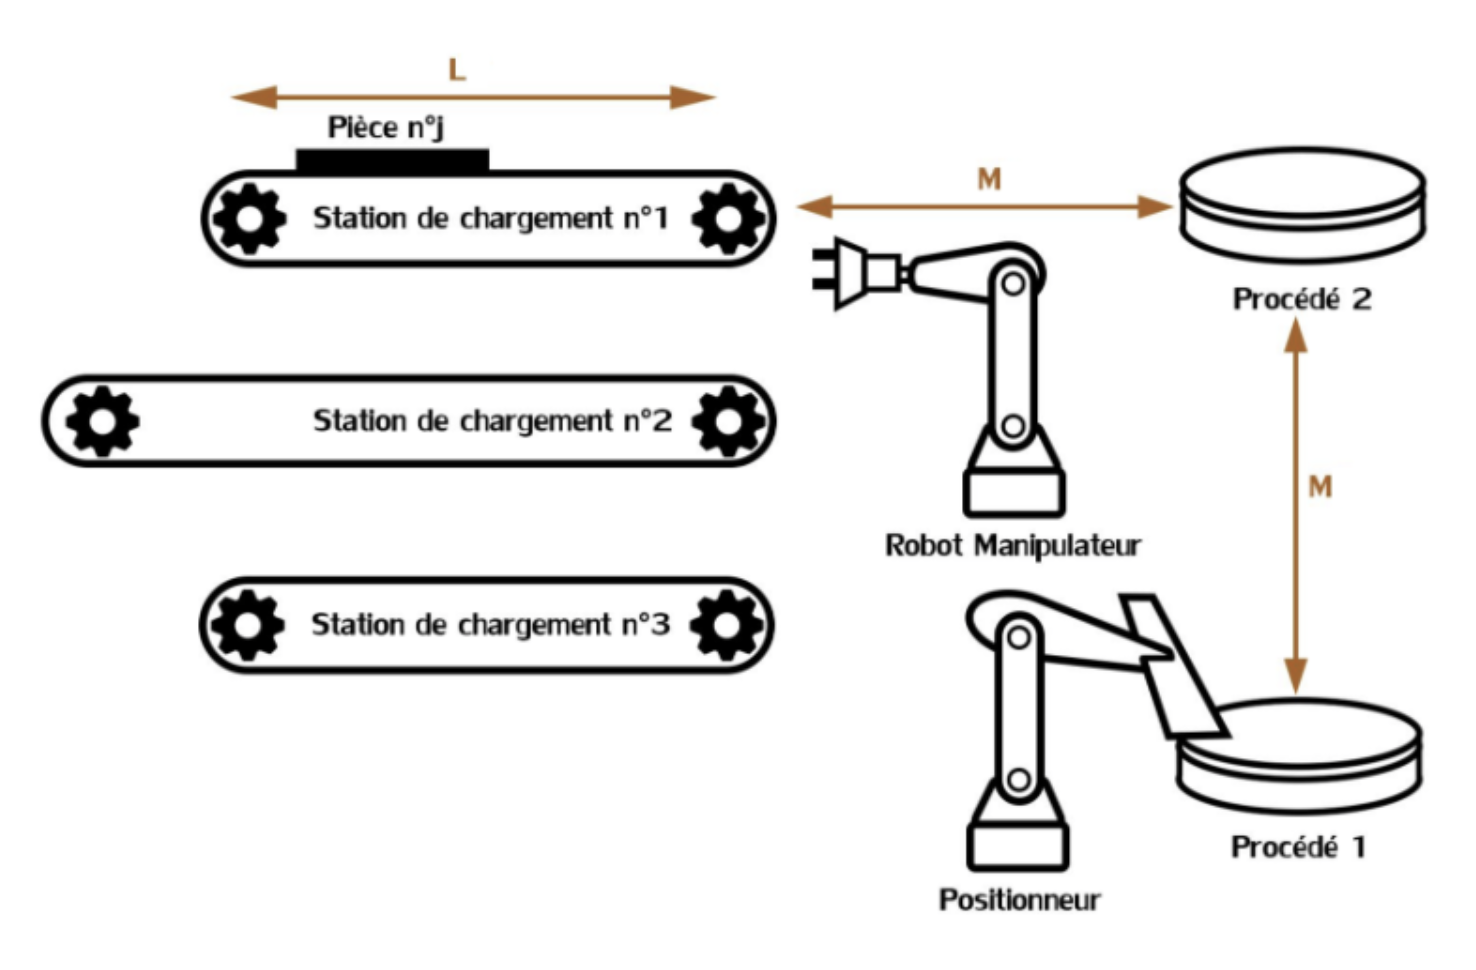 L
Pièce n°j
Station de chargement n°1
M
Procédé 2
Station de chargement n°2
M
Robot Manipulateur
Station de chargement n°3
Procédé 1
Positionneur